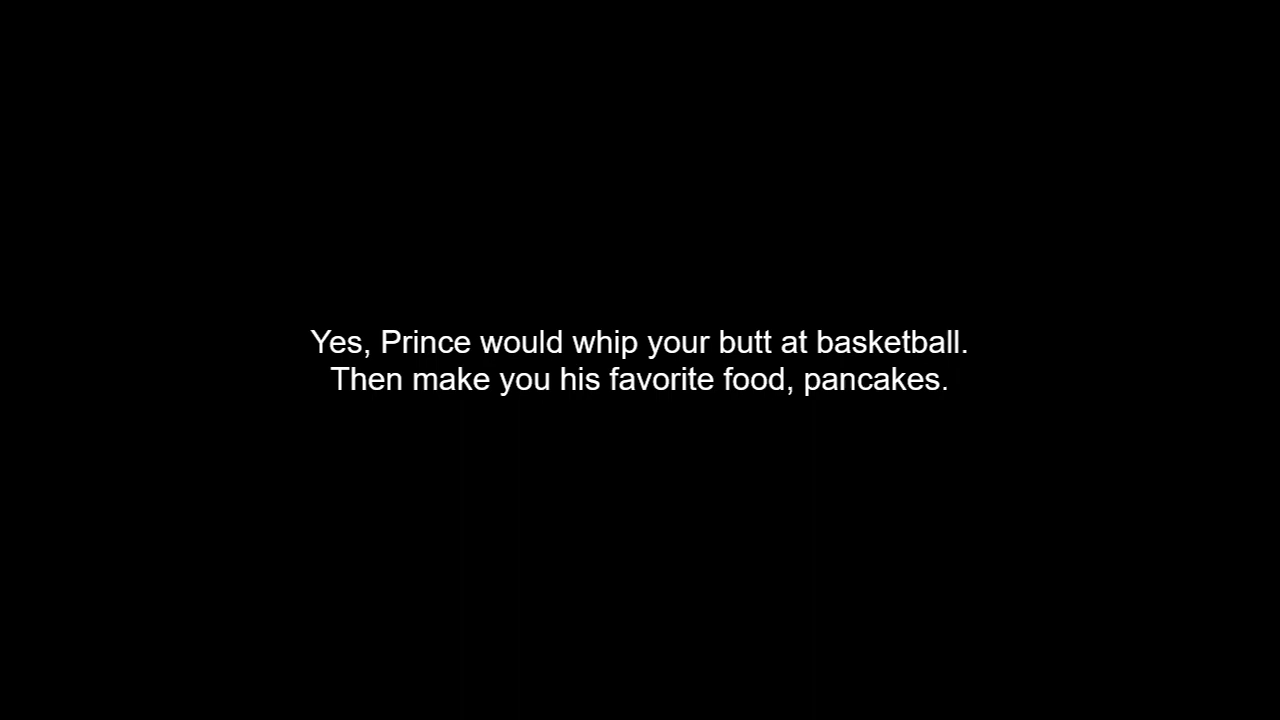 Yes, Prince would whip your butt at basketball.
Then make you his favorite food, pancakes.